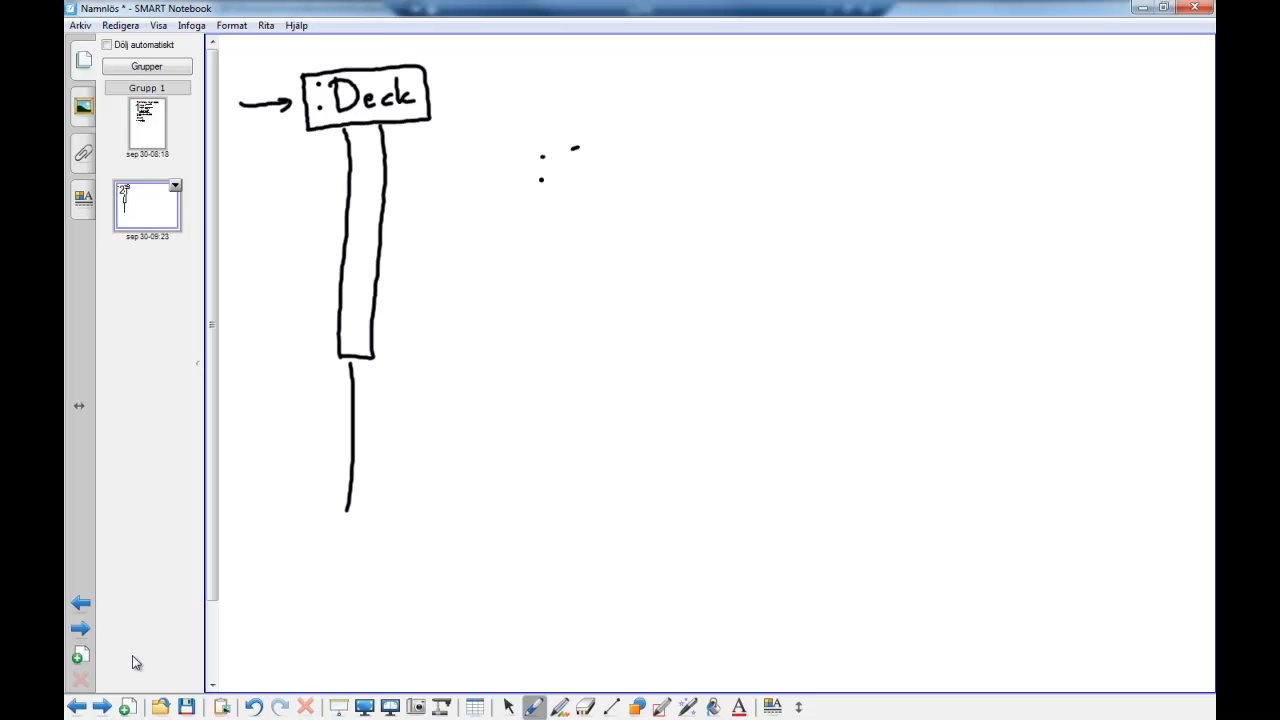 Namnlös * - SMART Notebook
Arkiv Redigera Visa Infoga Format Rita Hjälp
Dölj automatiskt
Grupper
Grupp 1
sep 30-08:18
sep 30-09:23
:Deck
: